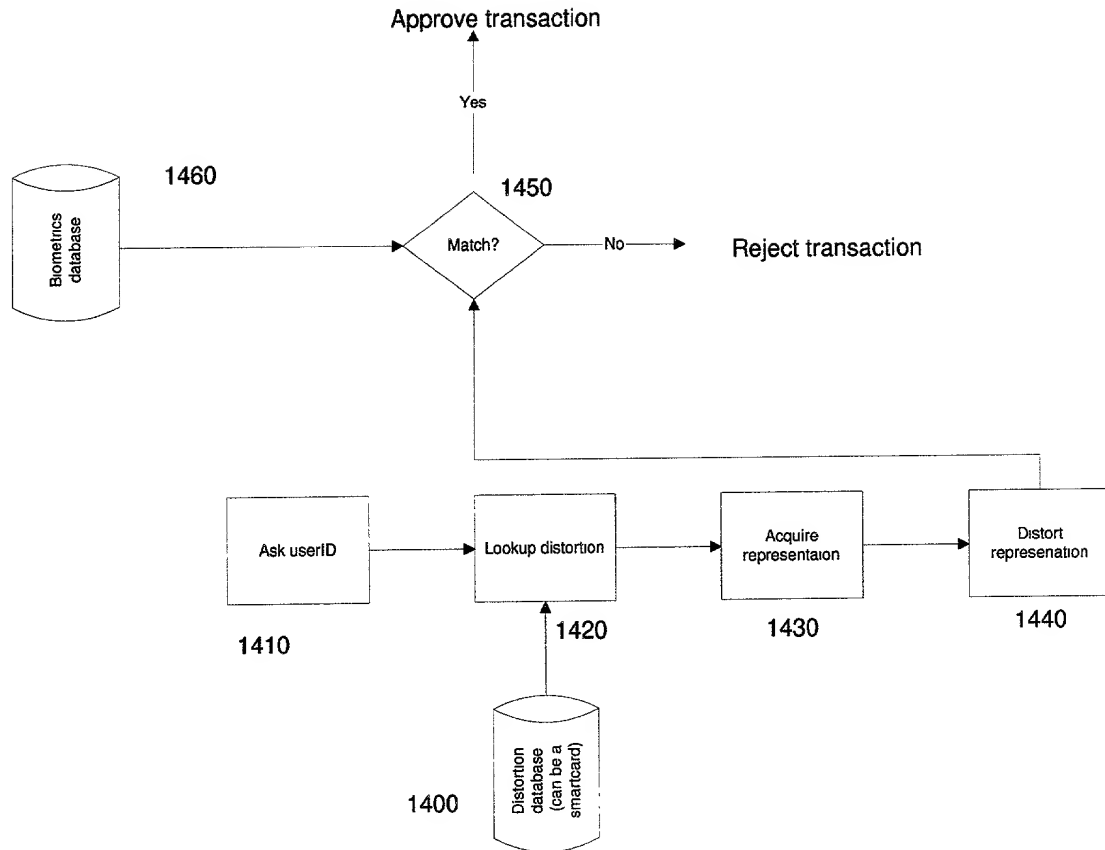 Approve transaction
Yes
1460
1450
Biometrics
database
Match?
No
Reject transaction
Ask userID
Lookup distortion
Acquire
representaion
Distort
represenation
1410
1420
1430
1440
Distortion
database
(can be a
smartcard)
1400